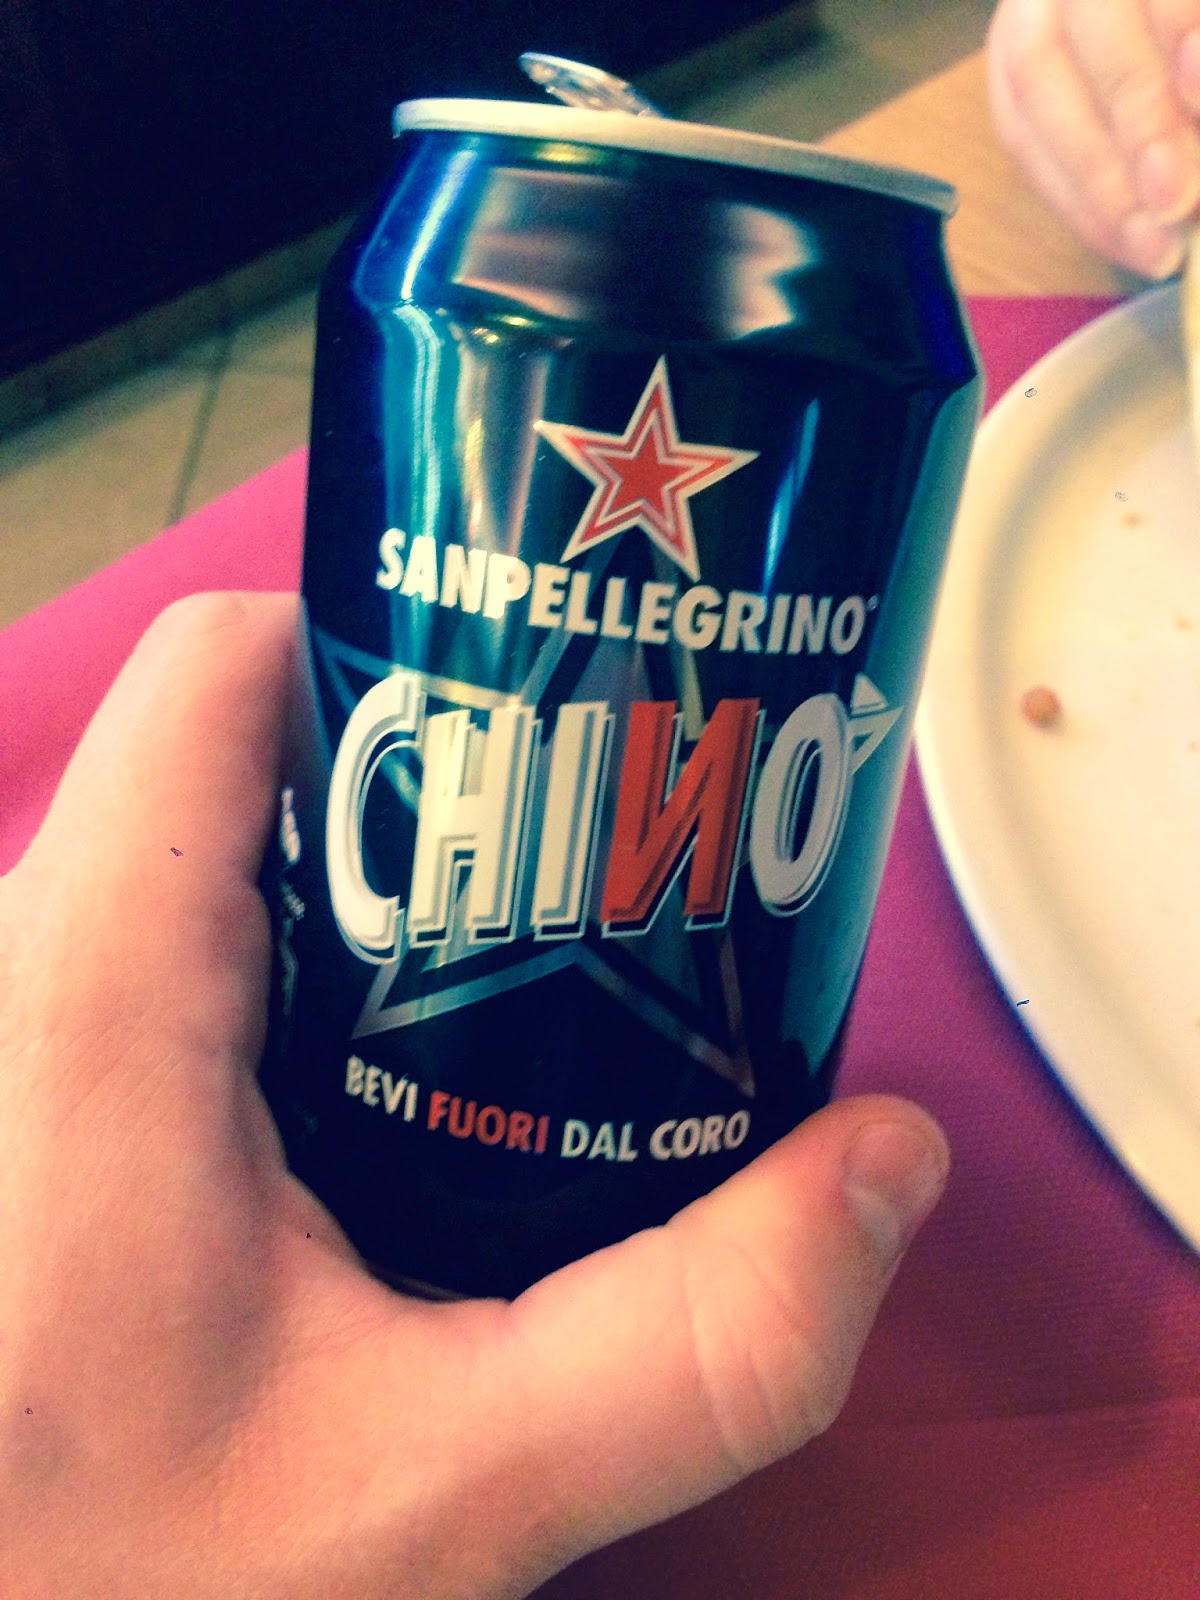 SANPELLEGRINO®
CHINO'
BEVI FUORI DAL CORO